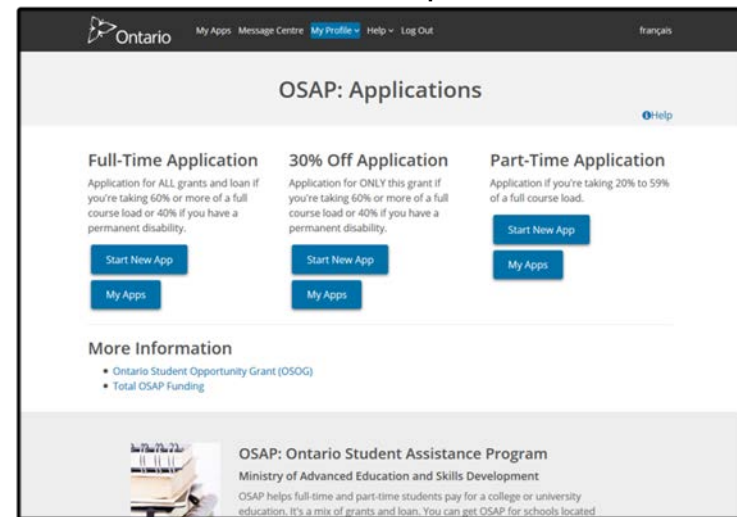 Ontario
My Apps Message Centre My Profile Help Log Out
français
OSAP: Applications
Help
Full-Time Application
Application for ALL grants and loan if
you're taking 60% or more of a full
course load or 40% if you have a
permanent disability.
Start New App
My Apps
30% Off Application
Application for ONLY this grant if
you're taking 60% or more of a full
course load or 40% if you have a
permanent disability.
Start New App
My Apps
Part-Time Application
Application if you're taking 20% to 59%
of a full course load.
Start New App
My Apps
More Information
• Ontario Student Opportunity Grant (OSOG)
• Total OSAP Funding
OSAP: Ontario Student Assistance Program
Ministry of Advanced Education and Skills Development
OSAP helps full-time and part-time students pay for a college or university
education. It's a mix of grants and loan. You can get OSAP for schools located